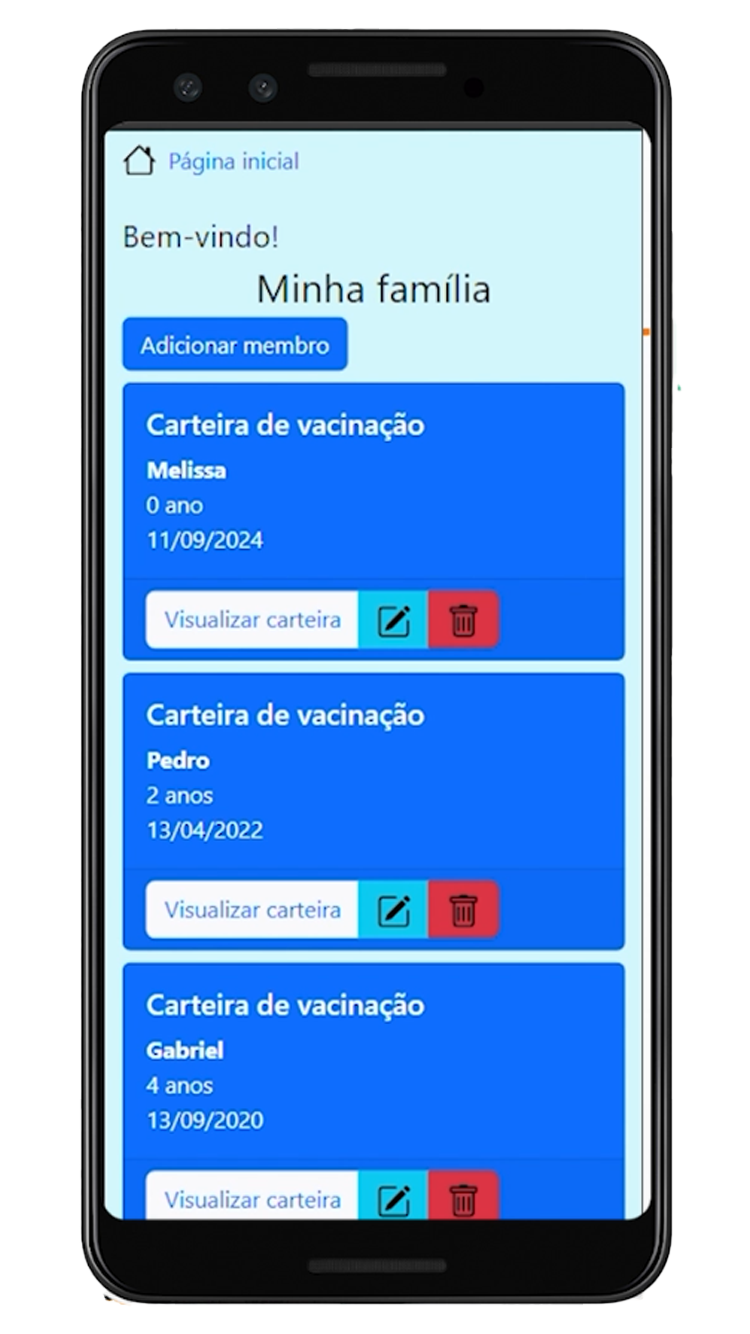 Página inicial
Bem-vindo!
Minha família
Adicionar membro
Carteira de vacinação
Melissa
0 ano
11/09/2024
Visualizar carteira
Carteira de vacinação
Pedro
2 anos
13/04/2022
Visualizar carteira
Carteira de vacinação
Gabriel
4 anos
13/09/2020
Visualizar carteira